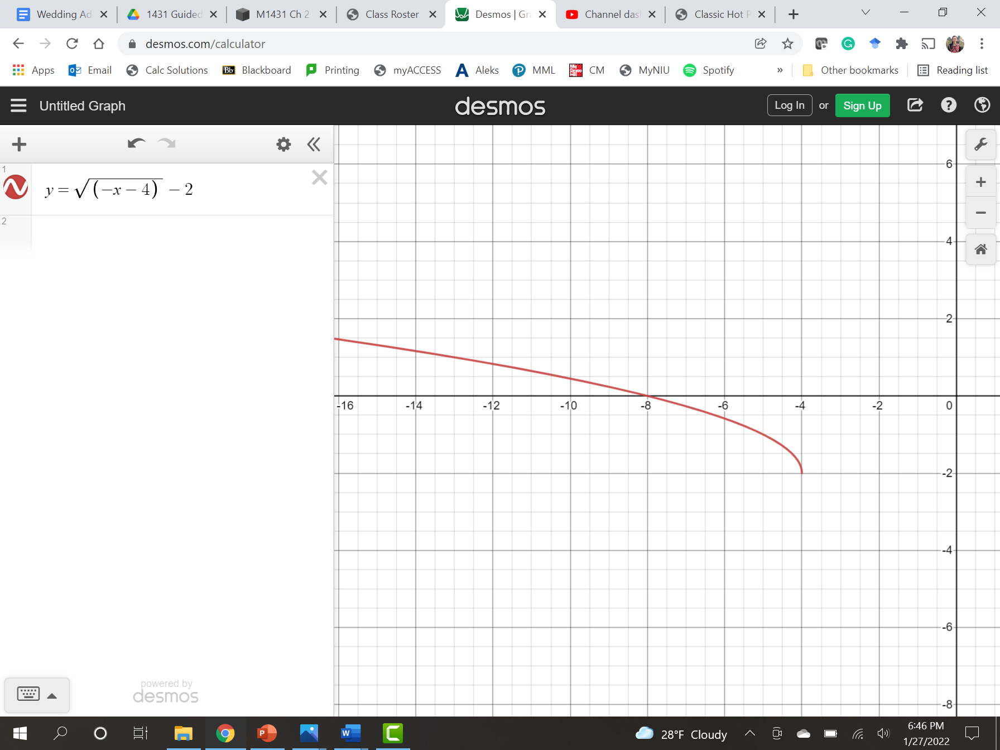 Wedding Ad 1431 Guided M1431 Ch 2 Class Roster Desmos | Gra Channel das Classic Hot P
desmos.com/calculator
Apps Email Calc Solutions Bb Blackboard Printing myACCESS Aleks MML CM MyNIU Spotify » Other bookmarks Reading list
Untitled Graph desmos Log In or Sign Up
1
y = √(-x - 4) - 2
2
6
4
2
-16 -14 -12 -10 -8 -6 -4 -2 0
-2
-4
-6
-8
powered by
desmos
28°F Cloudy 6:46 PM
1/27/2022